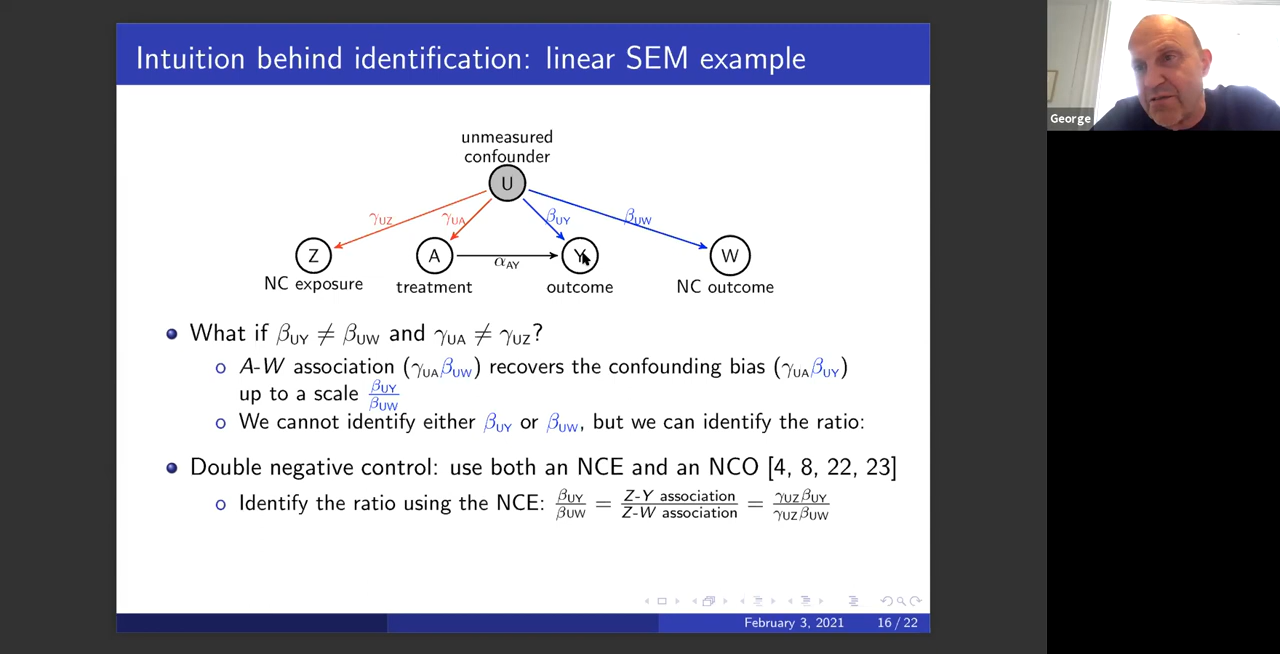 Intuition behind identification: linear SEM example
George
unmeasured
confounder
U
γUZ
γUA
βUY
βUW
Z
A
Y
W
αAY
NC exposure
treatment
outcome
NC outcome
What if βUY ≠ βUW and γUA ≠ γUZ?
A-W association (γUAβUW) recovers the confounding bias (γUAβUY)
up to a scale βUY/βUW
We cannot identify either βUY or βUW, but we can identify the ratio:
Double negative control: use both an NCE and an NCO [4, 8, 22, 23]
Identify the ratio using the NCE: βUY/βUW = Z-Y association/Z-W association = γUZβUY/γUZβUW
February 3, 2021 16 / 22